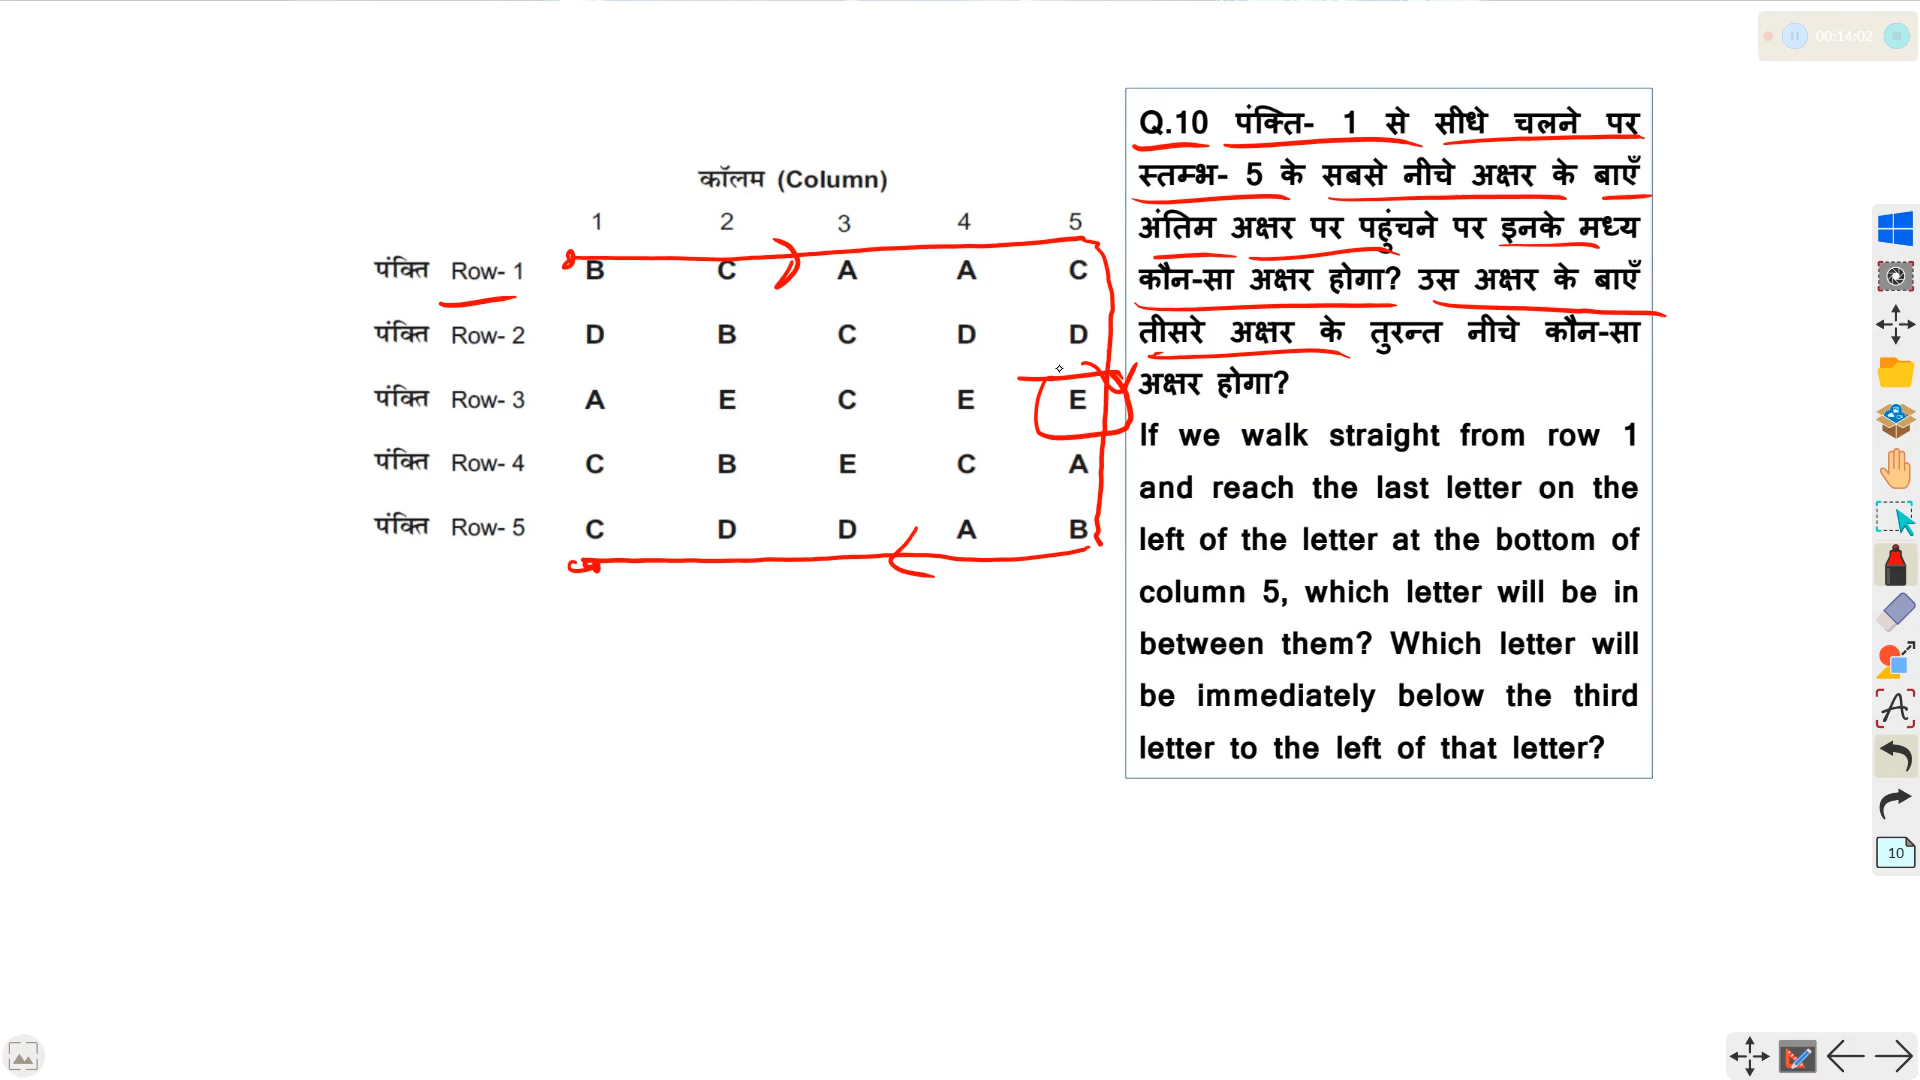 00:14:02
कॉलम (Column)
1 2 3 4 5
पंक्ति Row- 1 B C A A C
पंक्ति Row- 2 D B C D D
पंक्ति Row- 3 A E C E E
पंक्ति Row- 4 C B E C A
पंक्ति Row- 5 C D D A B
Q.10 पंक्ति- 1 से सीधे चलने पर
स्तम्भ- 5 के सबसे नीचे अक्षर के बाएँ
अंतिम अक्षर पर पहुंचने पर इनके मध्य
कौन-सा अक्षर होगा? उस अक्षर के बाएँ
तीसरे अक्षर के तुरन्त नीचे कौन-सा
अक्षर होगा?
If we walk straight from row 1
and reach the last letter on the
left of the letter at the bottom of
column 5, which letter will be in
between them? Which letter will
be immediately below the third
letter to the left of that letter?
10